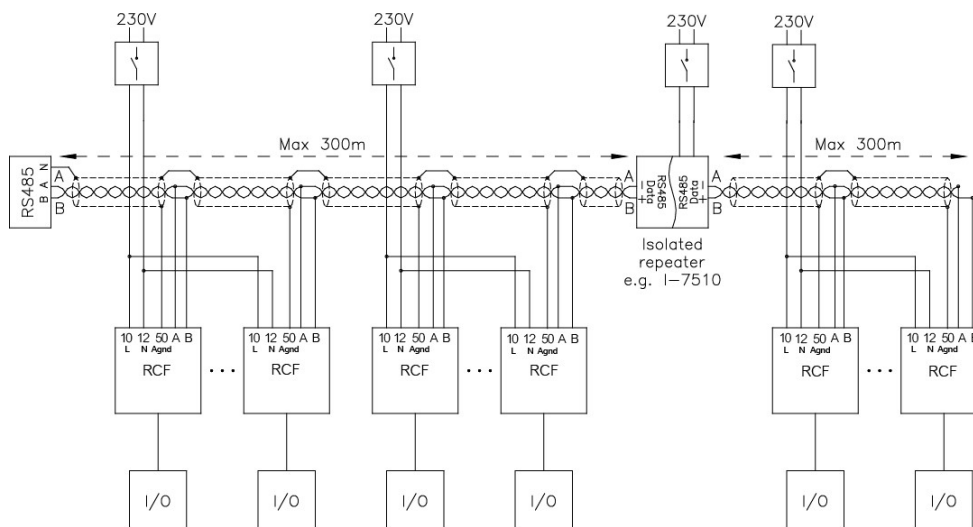 230V 230V 230V 230V
Max 300m Max 300m
RS485
N
A
B
A
B
A
B
RS485
Data
− +
RS485
Data
− +
A
B
Isolated
repeater
e.g. I-7510
10 12 50 A B 10 12 50 A B 10 12 50 A B 10 12 50 A B 10 12 50 A B 10 12 50 A B
L N Agnd L N Agnd L N Agnd L N Agnd L N Agnd L N Agnd
RCF ... RCF RCF ... RCF RCF ... RCF
I/O I/O I/O I/O I/O I/O